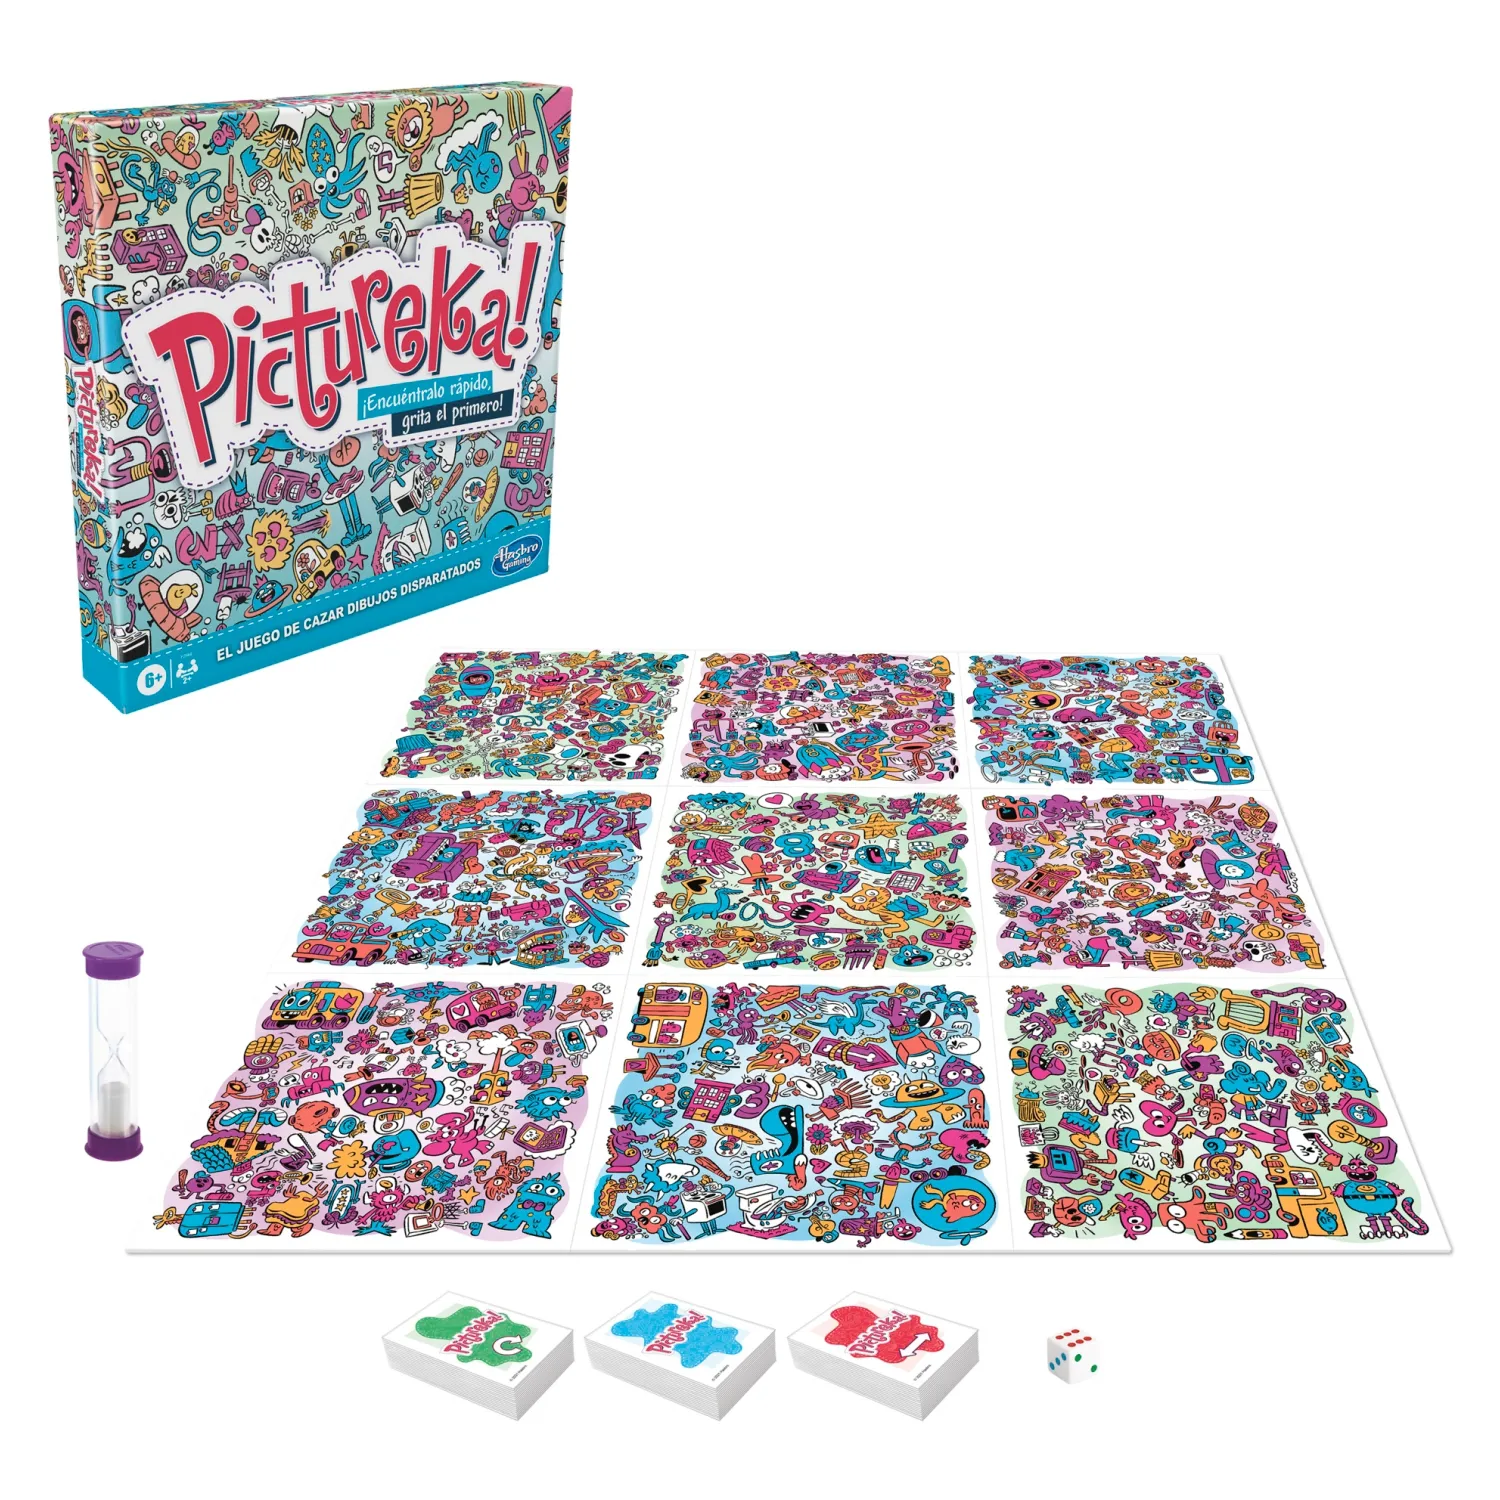 Pictureka!
¡Encuéntralo rápido,
grita el primero!
Pictureka!
Hasbro
Gaming
EL JUEGO DE CAZAR DIBUJOS DISPARATADOS
6+
2+
Pictureka!
Pictureka!
Pictureka!